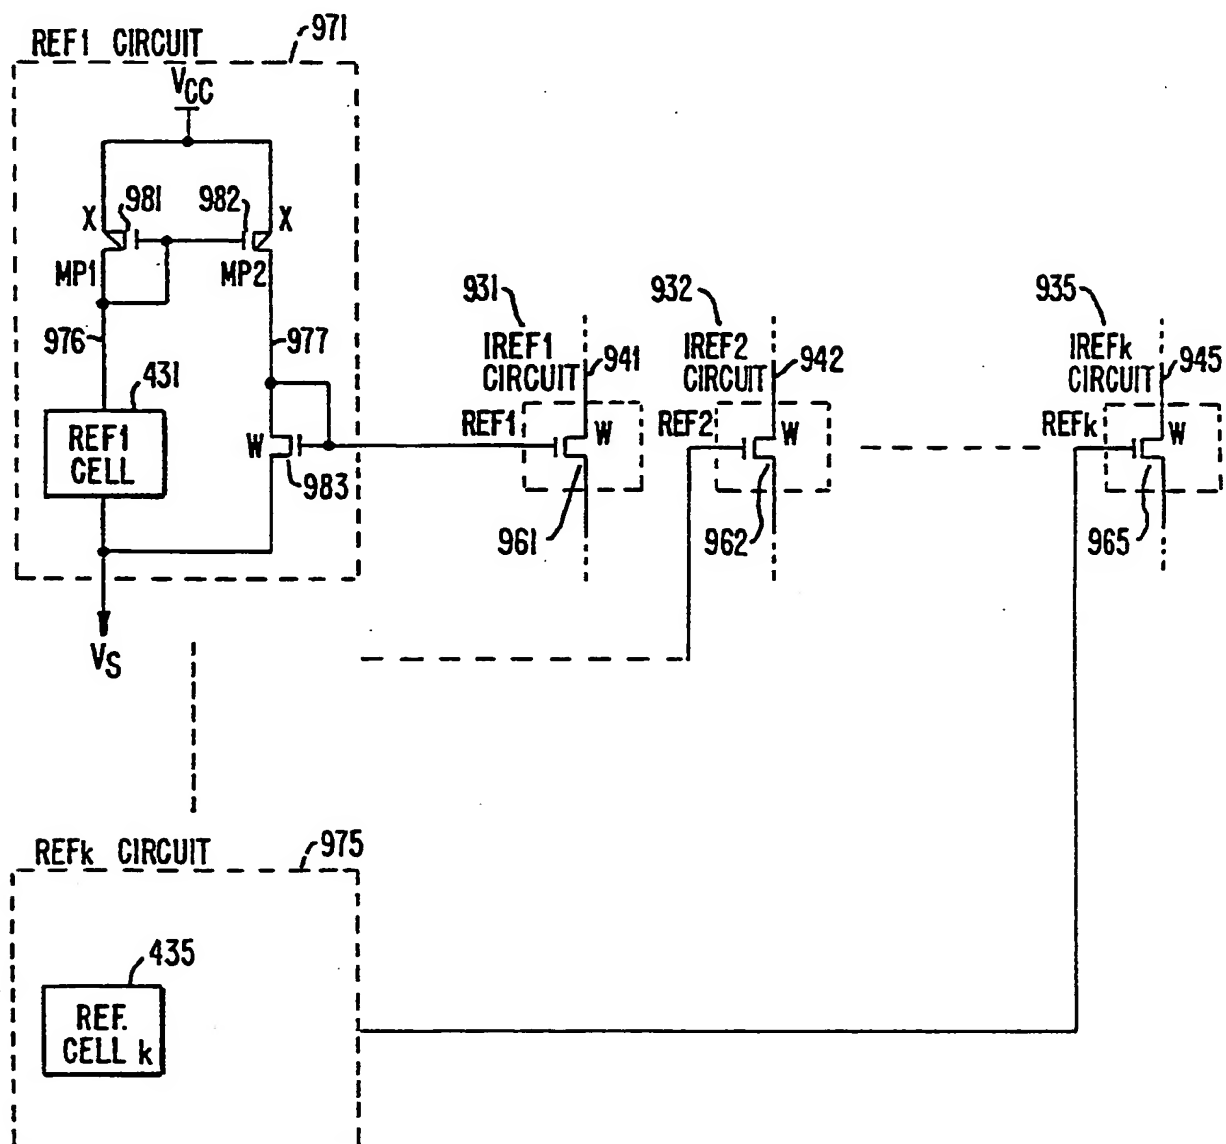 REF1 CIRCUIT
971
VCC
X
981
982
X
MP1
MP2
976
977
431
REF1
CELL
W
983
VS
931
IREF1
CIRCUIT
941
REF1
W
961
932
IREF2
CIRCUIT
942
REF2
W
962
935
IREFk
CIRCUIT
945
REFk
W
965
REFk CIRCUIT
975
435
REF.
CELL k